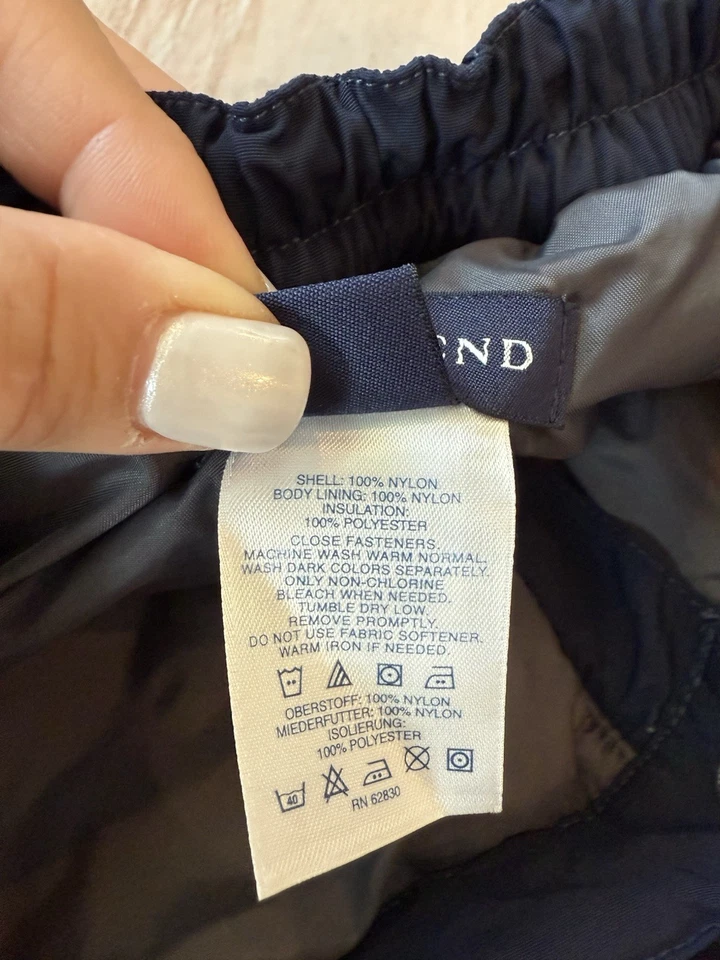 END
SHELL: 100% NYLON
BODY LINING: 100% NYLON
INSULATION:
100% POLYESTER
CLOSE FASTENERS.
MACHINE WASH WARM NORMAL.
WASH DARK COLORS SEPARATELY.
ONLY NON-CHLORINE
BLEACH WHEN NEEDED.
TUMBLE DRY LOW.
REMOVE PROMPTLY.
DO NOT USE FABRIC SOFTENER.
WARM IRON IF NEEDED.
OBERSTOFF: 100% NYLON
MIEDERFUTTER: 100% NYLON
ISOLIERUNG:
100% POLYESTER
40
RN 62830